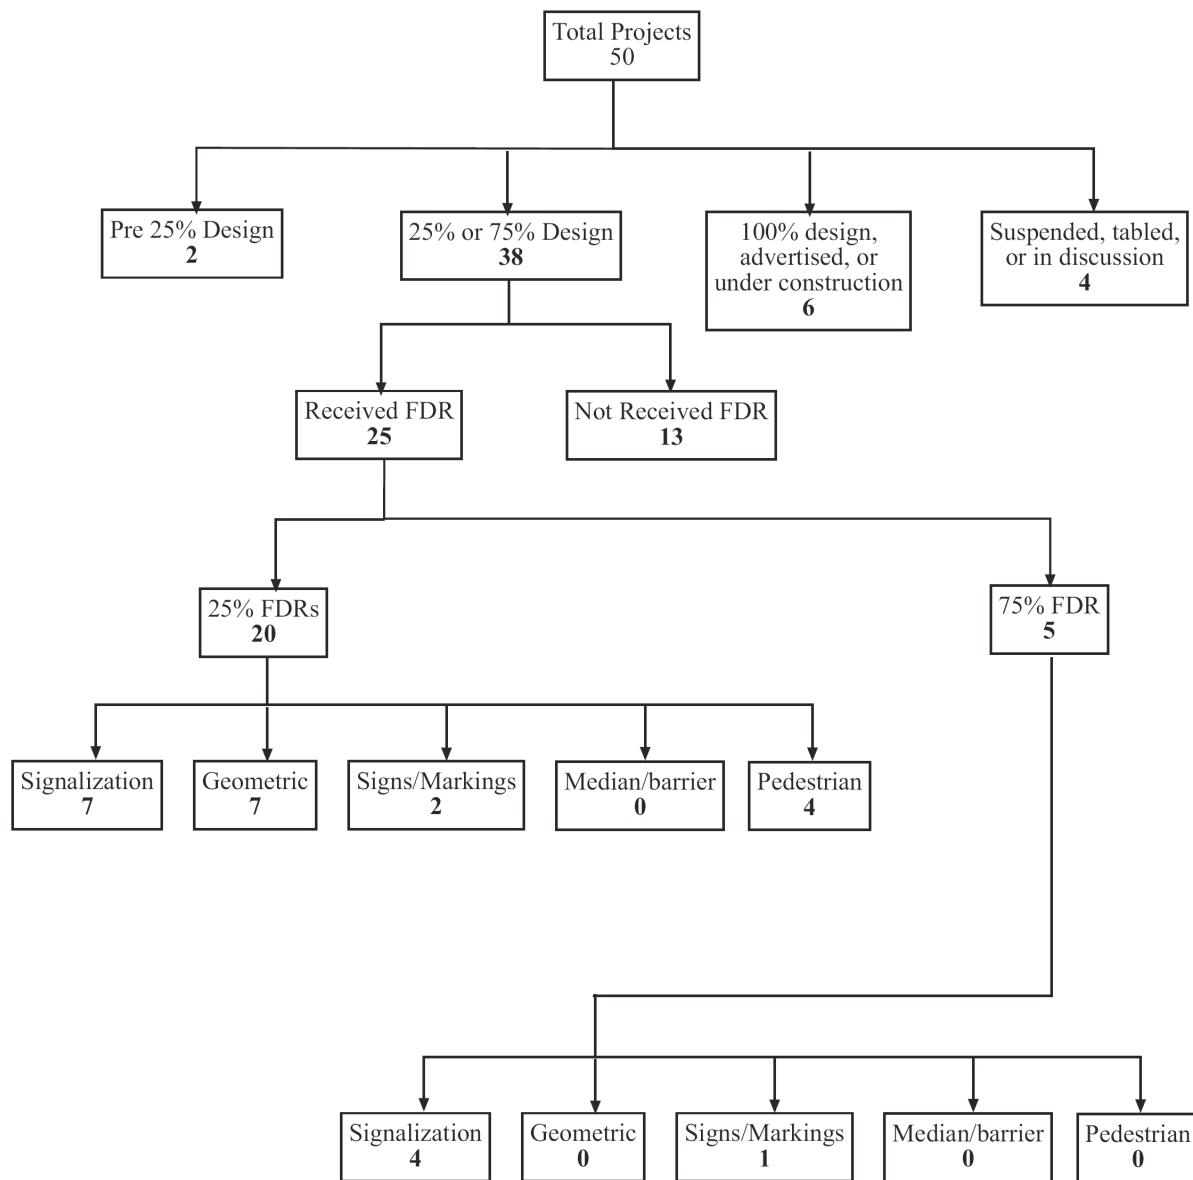 Total Projects
50
Pre 25% Design
2
25% or 75% Design
38
100% design,
advertised, or
under construction
6
Suspended, tabled,
or in discussion
4
Received FDR
25
Not Received FDR
13
25% FDRs
20
75% FDR
5
Signalization
7
Geometric
7
Signs/Markings
2
Median/barrier
0
Pedestrian
4
Signalization
4
Geometric
0
Signs/Markings
1
Median/barrier
0
Pedestrian
0